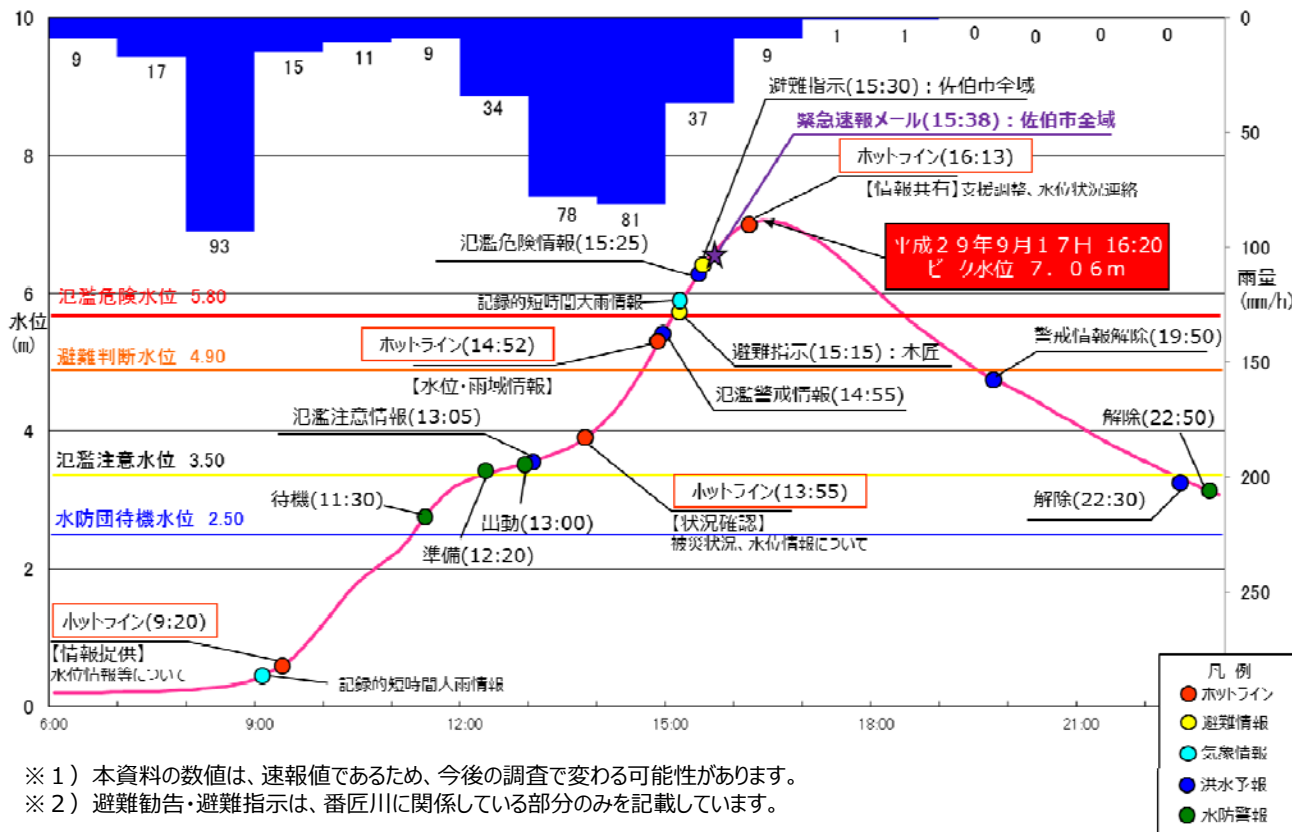 10
8
6
水位
(m)
4
2
0
9
17
93
15
11
9
34
78
81
37
9
1
1
0
0
0
0
0
50
100
雨量
(mm/h)
150
200
250
避難指示(15:30)：佐伯市全域
緊急速報メール(15:38)：佐伯市全域
ホットライン(16:13)
【情報共有】支援調整、水位状況連絡
氾濫危険情報(15:25)
平成２９年９月１７日 16:20
ピーク水位 ７．０６ｍ
記録的短時間大雨情報
氾濫危険水位 5.80
ホットライン(14:52)
【水位・雨域情報】
避難指示(15:15)：木匠
警戒情報解除(19:50)
避難判断水位 4.90
氾濫警戒情報(14:55)
氾濫注意情報(13:05)
解除(22:50)
氾濫注意水位 3.50
待機(11:30)
ホットライン(13:55)
【状況確認】
被災状況、水位情報について
解除(22:30)
水防団待機水位 2.50
出動(13:00)
準備(12:20)
ホットライン(9:20)
【情報提供】
水位情報等について
記録的短時間大雨情報
6:00
9:00
12:00
15:00
18:00
21:00
凡 例
ホットライン
避難情報
気象情報
洪水予報
水防警報
※１）本資料の数値は、速報値であるため、今後の調査で変わる可能性があります。
※２）避難勧告・避難指示は、番匠川に関係している部分のみを記載しています。